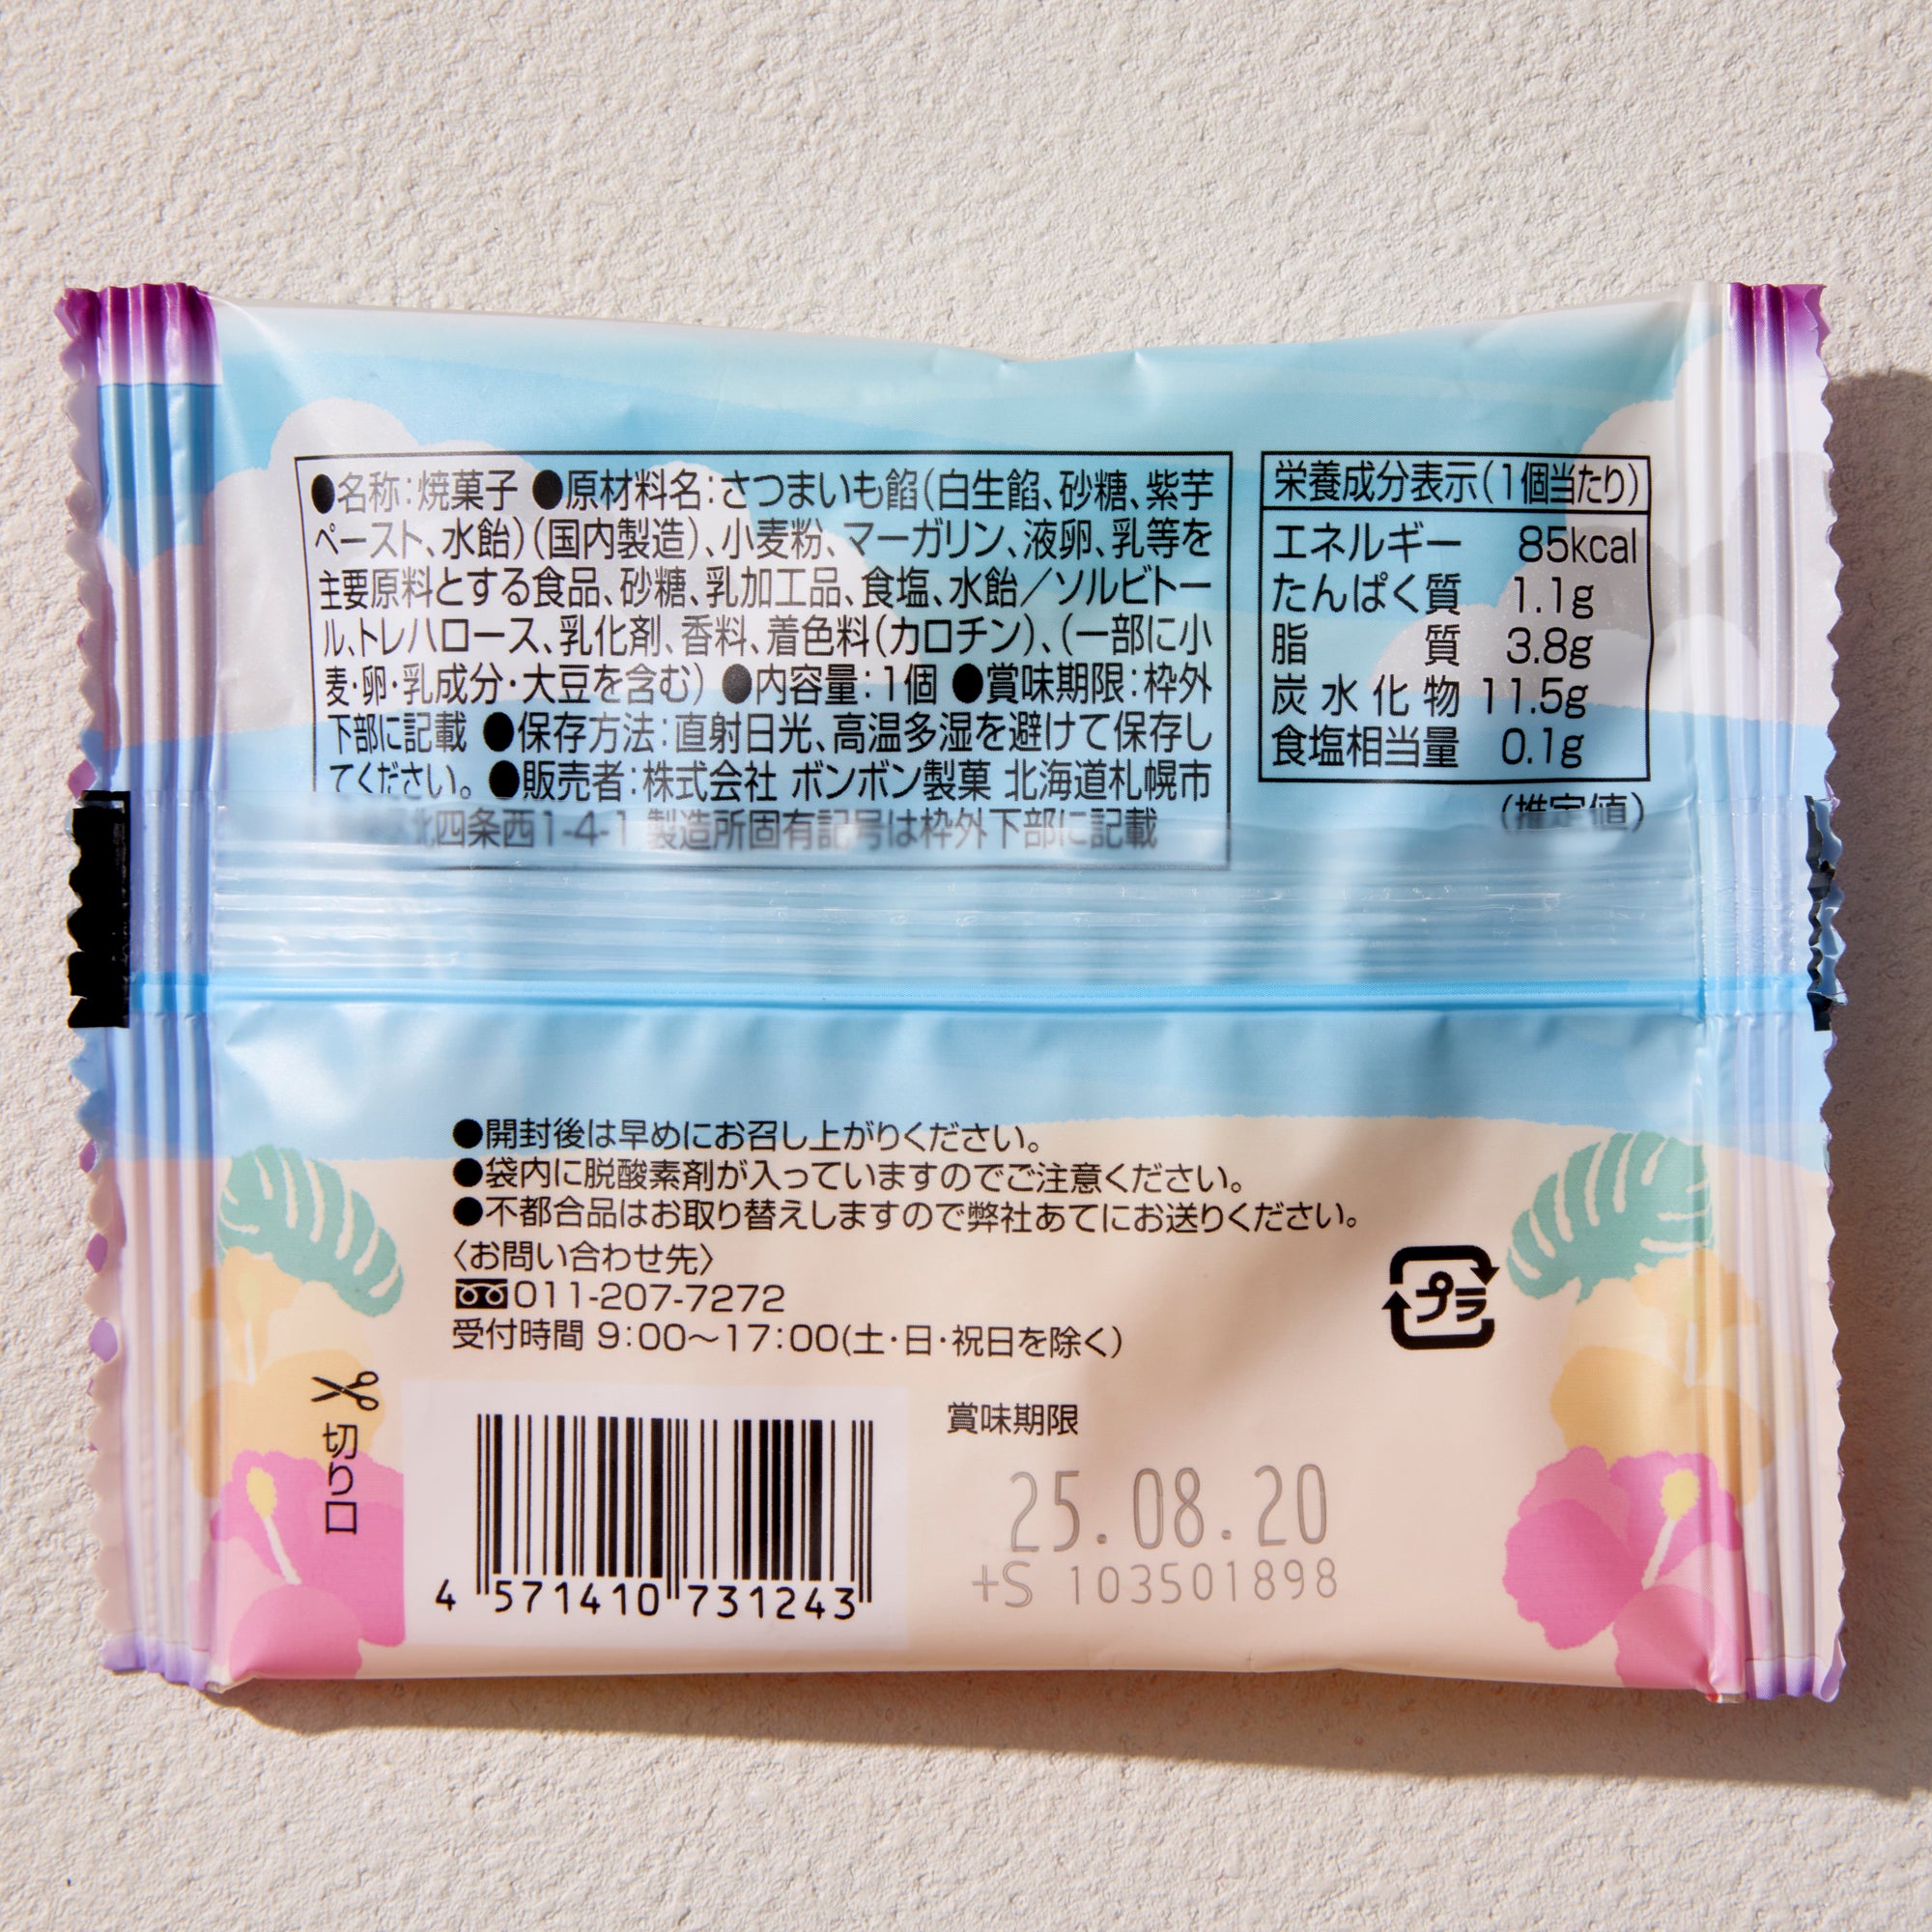 ●名称:焼菓子 ●原材料名:さつまいも餡(白生餡、砂糖、紫芋
ペースト、水飴)(国内製造)、小麦粉、マーガリン、液卵、乳等を
主要原料とする食品、砂糖、乳加工品、食塩、水飴/ソルビトー
ル、トレハロース、乳化剤、香料、着色料(カロチン)、(一部に小
麦・卵・乳成分・大豆を含む) ●内容量:1個 ●賞味期限:枠外
下部に記載 ●保存方法:直射日光、高温多湿を避けて保存し
てください。 ●販売者:株式会社 ボンボン製菓 北海道札幌市
北四条西1-4-1 製造所固有記号は枠外下部に記載
栄養成分表示(1個当たり)
エネルギー 85kcal
たんぱく質 1.1g
脂質 3.8g
炭水化物 11.5g
食塩相当量 0.1g
(推定値)
●開封後は早めにお召し上がりください。
●袋内に脱酸素剤が入っていますのでご注意ください。
●不都合品はお取り替えしますので弊社あてにお送りください。
〈お問い合わせ先〉
011-207-7272
受付時間 9:00〜17:00(土・日・祝日を除く)
プラ
切り口
4 571410 731243
賞味期限
25.08.20
+S 103501898